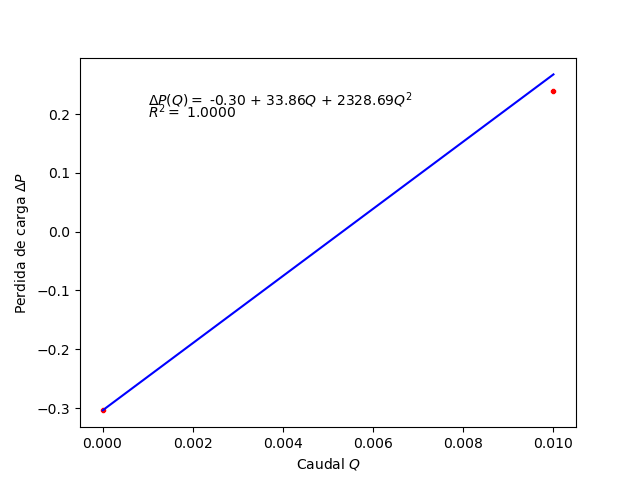 ΔP(Q) = -0.30 + 33.86Q + 2328.69Q²
R² = 1.0000
0.2
0.1
0.0
−0.1
−0.2
−0.3
Perdida de carga ΔP
0.000 0.002 0.004 0.006 0.008 0.010
Caudal Q